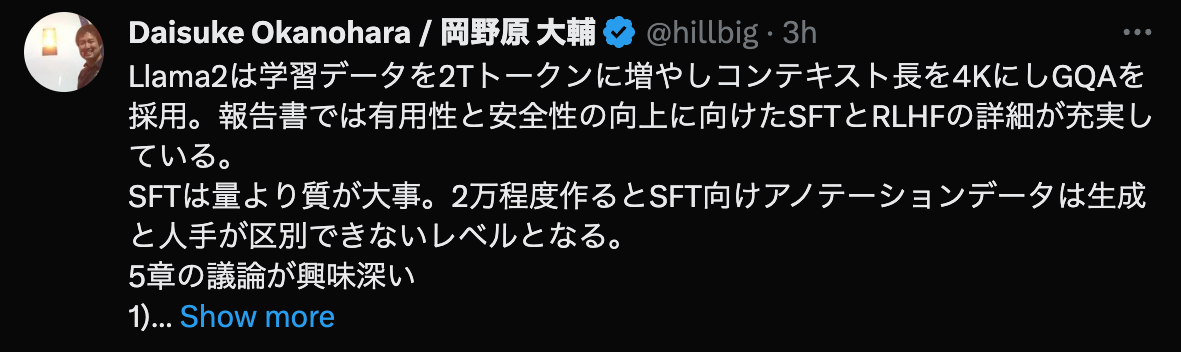 Daisuke Okanohara / 岡野原 大輔 @hillbig · 3h
Llama2は学習データを2Tトークンに増やしコンテキスト長を4KにしGQAを
採用。報告書では有用性と安全性の向上に向けたSFTとRLHFの詳細が充実し
ている。
SFTは量より質が大事。2万程度作るとSFT向けアノテーションデータは生成
と人手が区別できないレベルとなる。
5章の議論が興味深い
1)... Show more